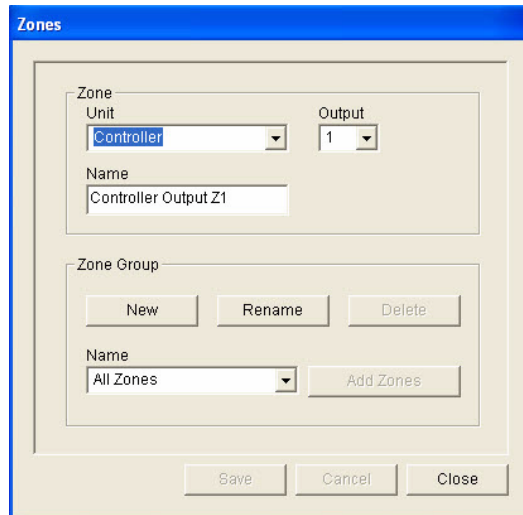 Zones
Zone
Unit Output
Controller 1
Name
Controller Output Z1
Zone Group
New Rename Delete
Name
All Zones Add Zones
Save Cancel Close